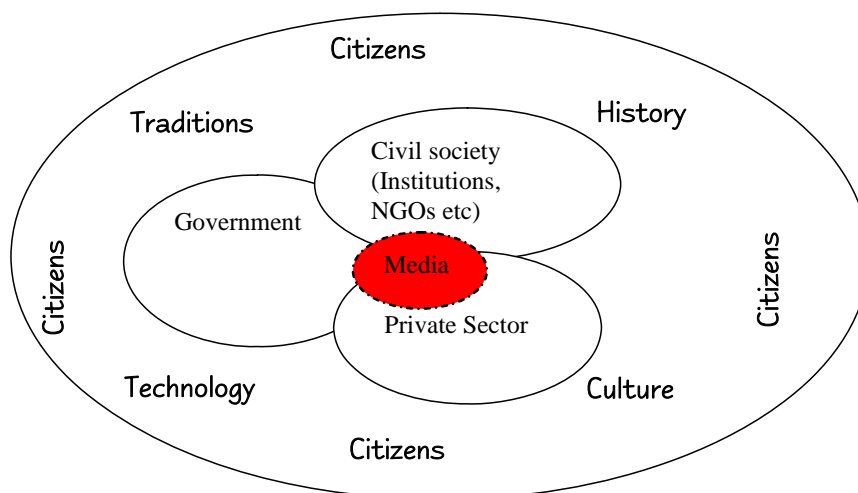 Citizens
Traditions
History
Civil society
(Institutions,
NGOs etc)
Government
Citizens
Citizens
Media
Private Sector
Technology
Culture
Citizens